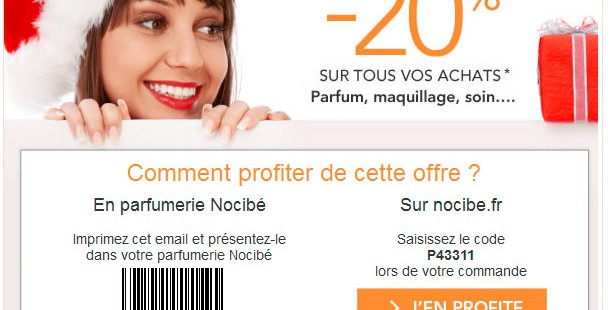 -20%
SUR TOUS VOS ACHATS*
Parfum, maquillage, soin....
Comment profiter de cette offre ?
En parfumerie Nocibé
Imprimez cet email et présentez-le
dans votre parfumerie Nocibé
Sur nocibe.fr
Saisissez le code
P43311
lors de votre commande
> J'EN PROFITE